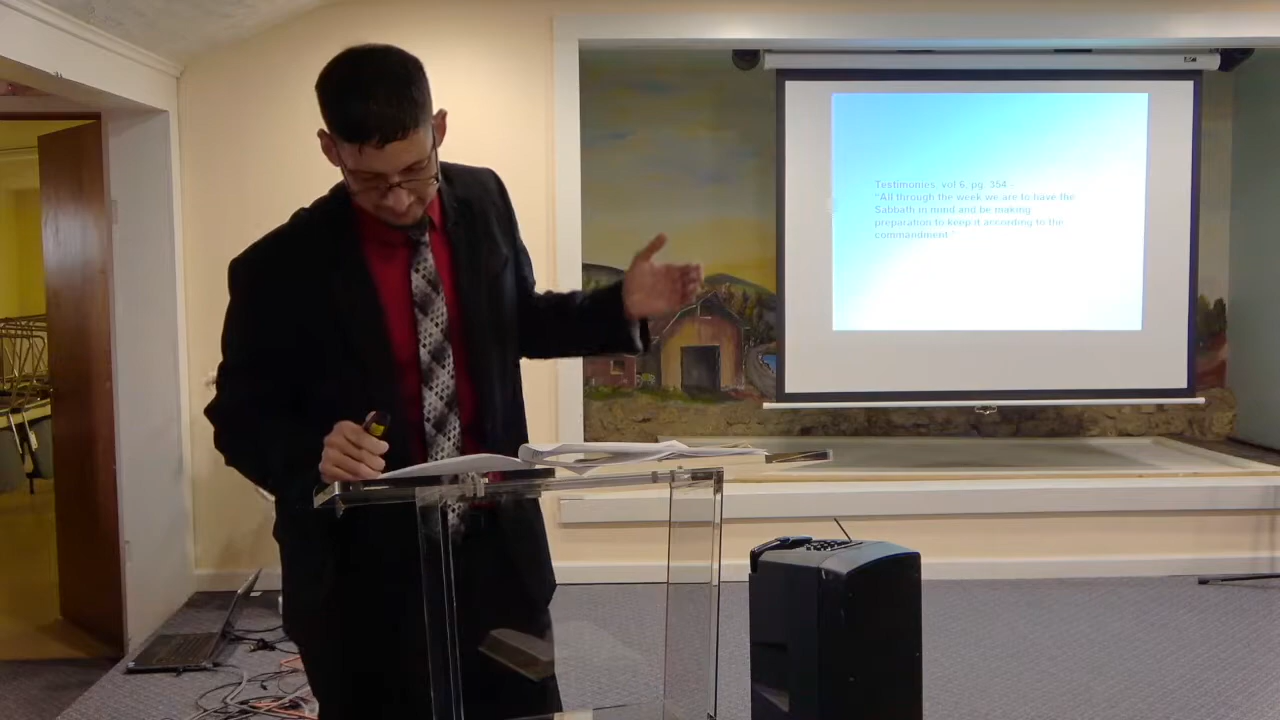 Testimonies, vol 6, pg. 354 -
"All through the week we are to have the
Sabbath in mind and be making
preparation to keep it according to the
commandment."